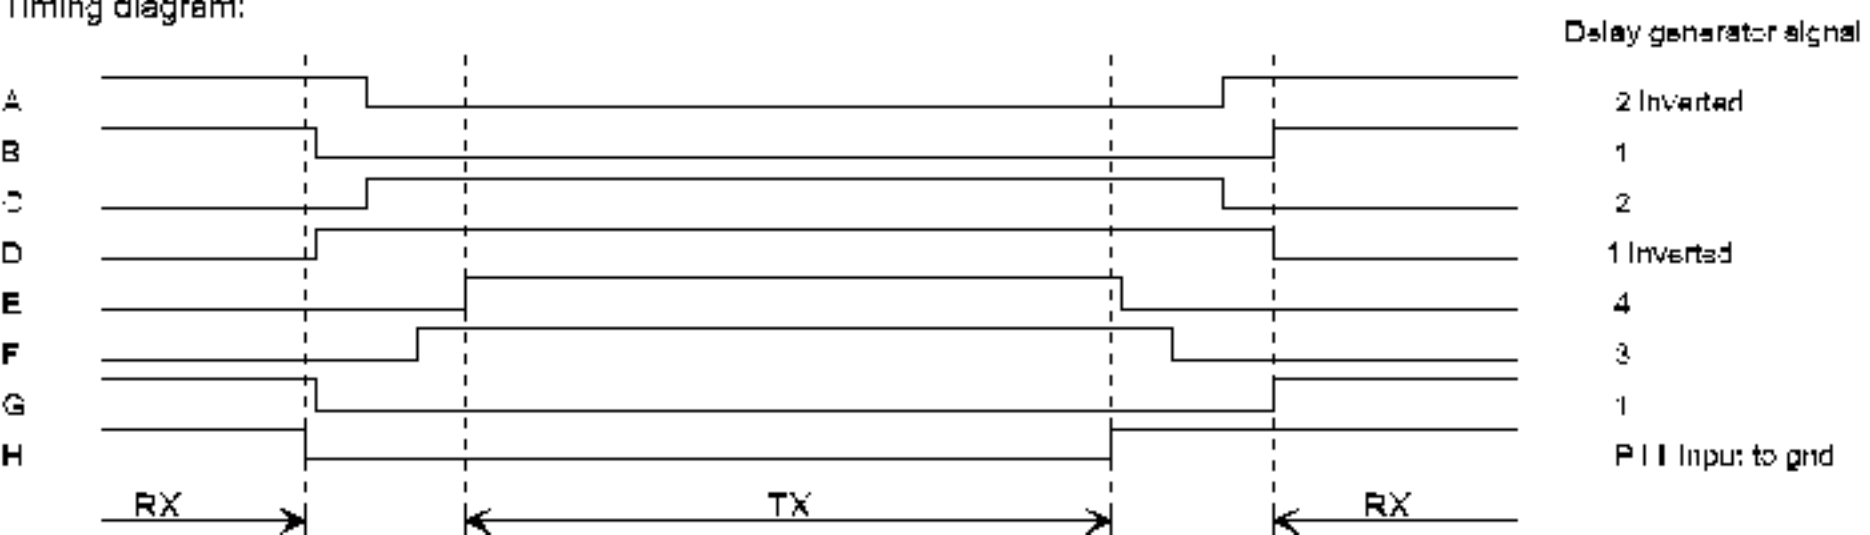 Timing diagram:
Delay generator signal
A 2 Inverted
B 1
C 2
D 1 Inverted
E 4
F 3
G 1
H PTT Input to gnd
RX TX RX